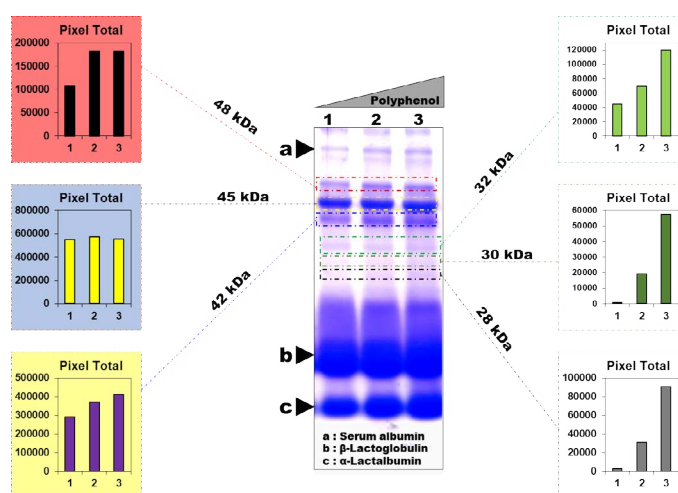 Pixel Total
200000
150000
100000
50000
0
1 2 3
48 kDa
Pixel Total
800000
600000
400000
200000
0
1 2 3
45 kDa
Pixel Total
500000
400000
300000
200000
100000
0
1 2 3
42 kDa
Polyphenol
1 2 3
a
b
c
a : Serum albumin
b : β-Lactoglobulin
c : α-Lactalbumin
Pixel Total
120000
100000
80000
60000
40000
20000
0
1 2 3
32 kDa
Pixel Total
60000
50000
40000
30000
20000
10000
0
1 2 3
30 kDa
Pixel Total
100000
80000
60000
40000
20000
0
1 2 3
28 kDa